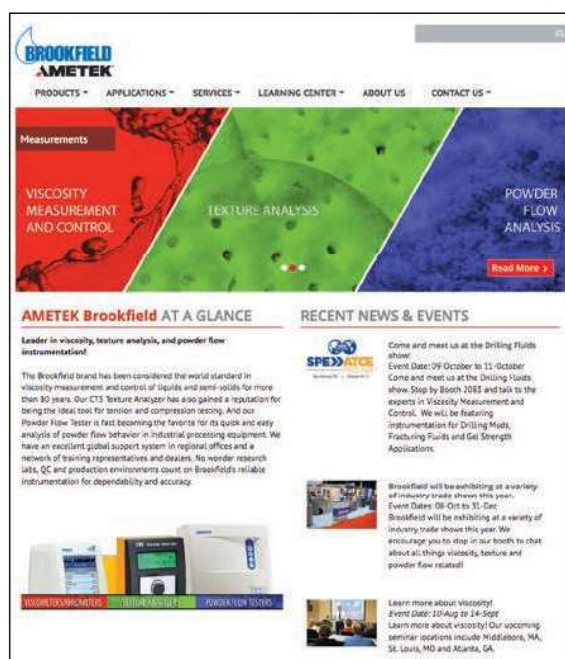 BROOKFIELD
AMETEK
PRODUCTS
APPLICATIONS
SERVICES
LEARNING CENTER
ABOUT US
CONTACT US
Measurements
VISCOSITY
MEASUREMENT
AND CONTROL
TEXTURE ANALYSIS
POWDER
FLOW
ANALYSIS
Read More >
AMETEK Brookfield AT A GLANCE
Leader in viscosity, texture analysis, and powder flow
instrumentation!
The Brookfield brand has been considered the world standard in
viscosity measurement and control of liquids and semi-solids for more
than 80 years. Our CT3 Texture Analyzer has also gained a reputation for
being the ideal tool for tension and compression testing. And our
Powder Flow Tester is fast becoming the favorite for its quick and easy
analysis of powder flow behavior in industrial processing equipment. We
have an excellent global support system in regional offices and a
network of training representatives and dealers. No wonder research
labs, QC and production environments count on Brookfield's reliable
instrumentation for dependability and accuracy.
VISCOMETERS/RHEOMETERS
TEXTURE ANALYZERS
POWDER FLOW TESTERS
RECENT NEWS & EVENTS
SPE ATCE
Come and meet us at the Drilling Fluids
show!
Event Date: 09 October to 11-October
Come and meet us at the Drilling Fluids
show. Stop by Booth 2063 and talk to the
experts in Viscosity Measurement and
Control. We will be featuring
instrumentation for Drilling Muds,
Fracturing Fluids and Gel Strength
Applications.
Brookfield will be exhibiting at a variety
of industry trade shows this year.
Event Dates: 08-Oct to 31-Dec
Brookfield will be exhibiting at a variety of
industry trade shows this year. We
encourage you to stop in our booth to chat
about all things viscosity, texture and
powder flow related!
Learn more about viscosity!
Event Date: 10-Aug to 14-Sept
Learn more about viscosity! Our upcoming
seminar locations include Middleboro, MA,
St. Louis, MO and Atlanta, GA.